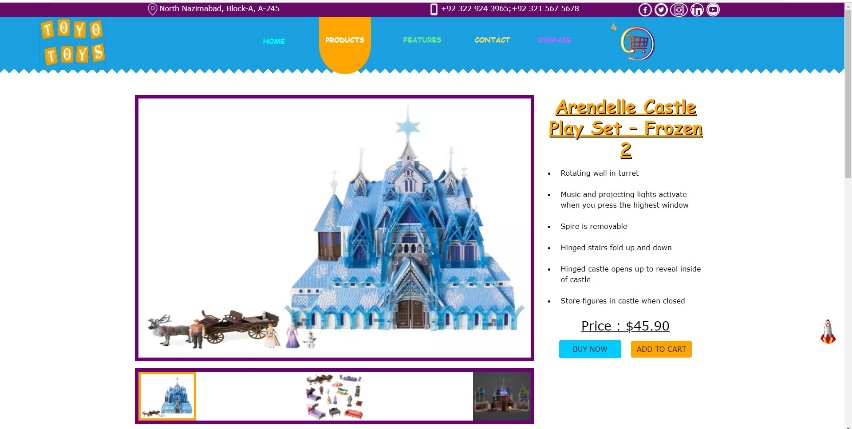 North Nazimabad, Block-A, A-245
+92 322 924 3965;+92 321 567 5678
TOYO
TOYS
HOME
PRODUCTS
FEATURES
CONTACT
COMPARE
4
Arendelle Castle
Play Set - Frozen
2
• Rotating wall in turret
• Music and projecting lights activate
when you press the highest window
• Spire is removable
• Hinged stairs fold up and down
• Hinged castle opens up to reveal inside
of castle
• Store figures in castle when closed
Price : $45.90
BUY NOW
ADD TO CART